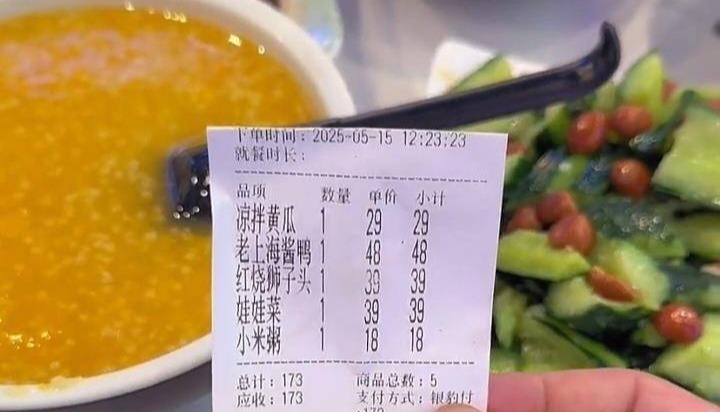 下单时间：2025-05-15 12:23:23
就餐时长：
品项 数量 单价 小计
凉拌黄瓜 1 29 29
老上海酱鸭 1 48 48
红烧狮子头 1 39 39
娃娃菜 1 39 39
小米粥 1 18 18
总计：173 商品总数：5
应收：173 支付方式：银豹付
:173